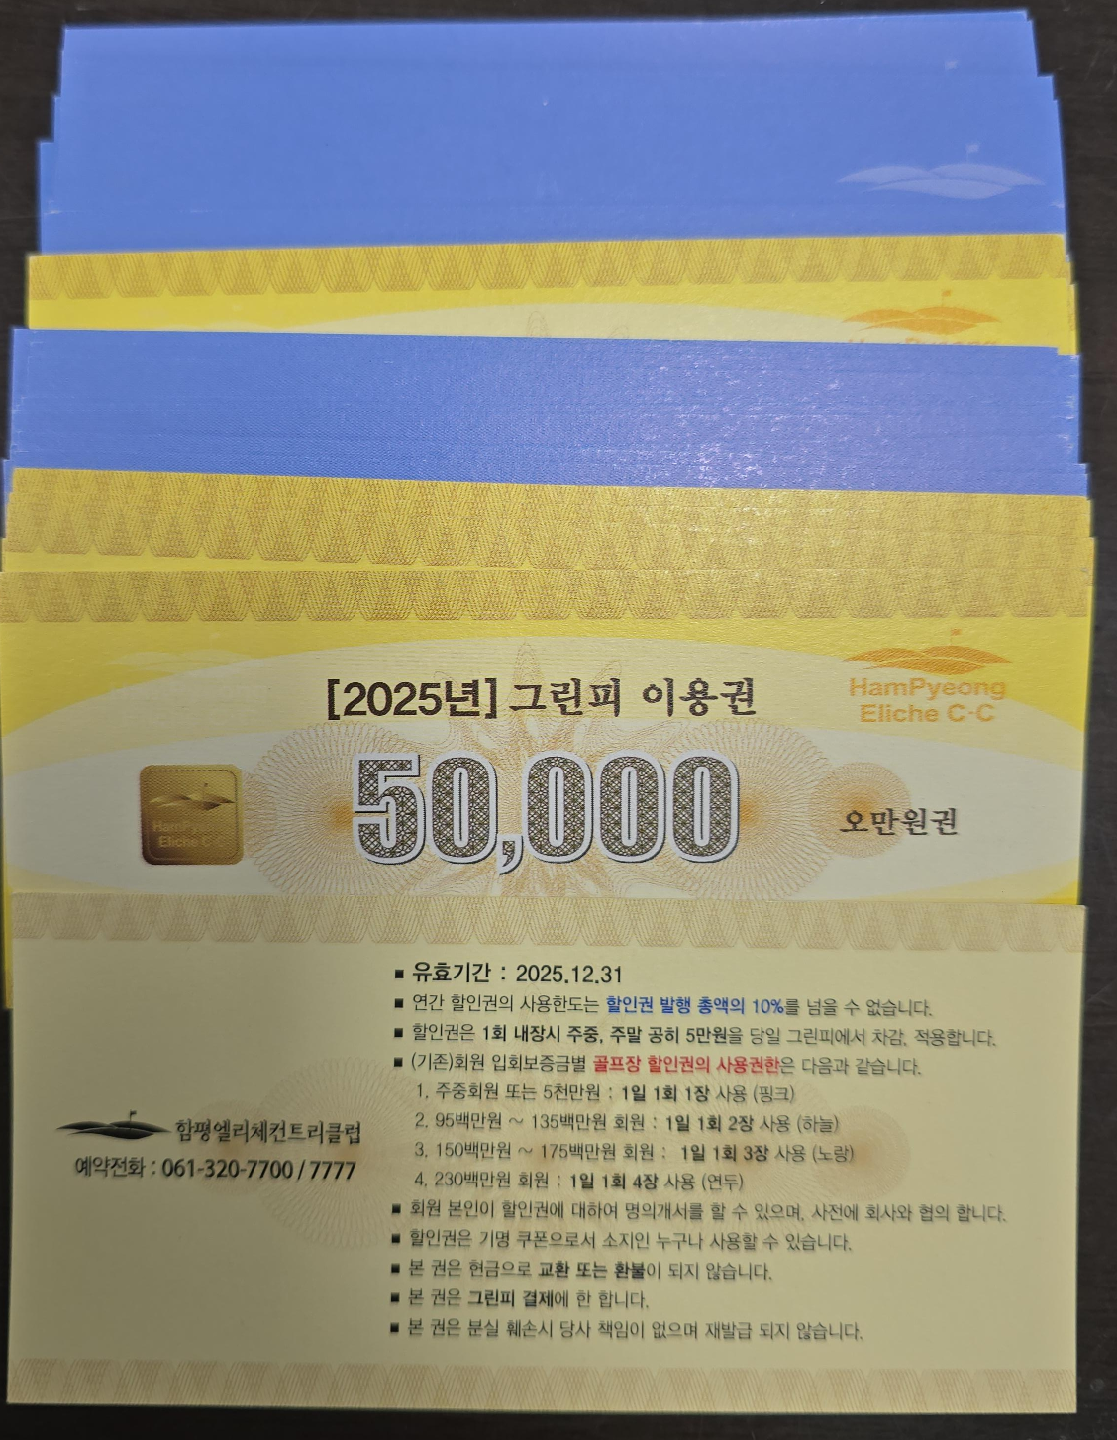 [2025년] 그린피 이용권
HamPyeong
Eliche C·C
50,000
오만원권
유효기간 : 2025.12.31
연간 할인권의 사용한도는 할인권 발행 총액의 10%를 넘을 수 없습니다.
할인권은 1회 내장시 주중, 주말 공히 5만원을 당일 그린피에서 차감, 적용합니다.
(기존)회원 입회보증금별 골프장 할인권의 사용권한은 다음과 같습니다.
1. 주중회원 또는 5천만원 : 1일 1회 1장 사용 (핑크)
2. 95백만원 ~ 135백만원 회원 : 1일 1회 2장 사용 (하늘)
3. 150백만원 ~ 175백만원 회원 : 1일 1회 3장 사용 (노랑)
4. 230백만원 회원 : 1일 1회 4장 사용 (연두)
회원 본인이 할인권에 대하여 명의개서를 할 수 있으며, 사전에 회사와 협의 합니다.
할인권은 기명 쿠폰으로서 소지인 누구나 사용할 수 있습니다.
본 권은 현금으로 교환 또는 환불이 되지 않습니다.
본 권은 그린피 결제에 한 합니다.
본 권은 분실 훼손시 당사 책임이 없으며 재발급 되지 않습니다.
함평엘리체컨트리클럽
예약전화 : 061-320-7700 / 7777